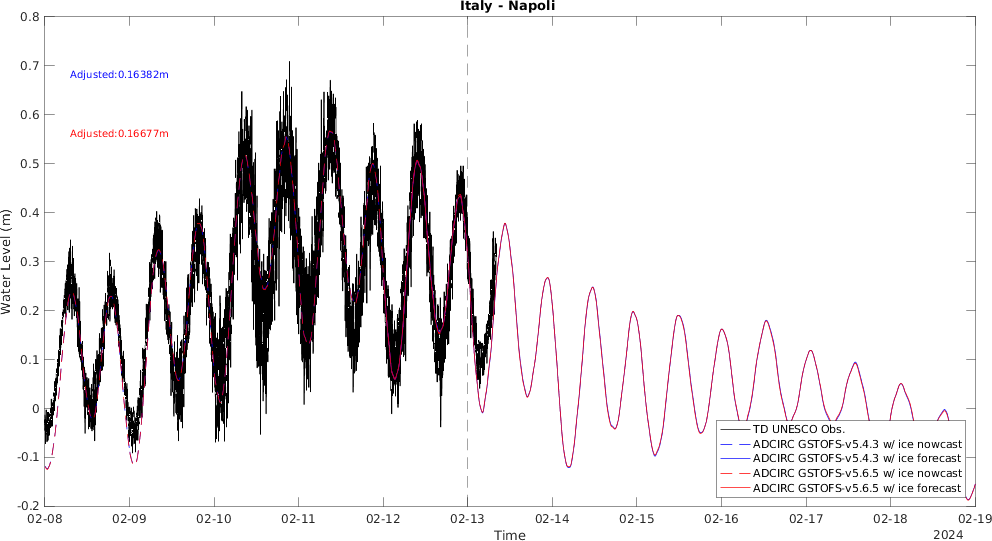 Italy - Napoli
0.8
0.7
0.6
0.5
0.4
0.3
0.2
0.1
0
-0.1
-0.2
Water Level (m)
Adjusted:0.16382m
Adjusted:0.16677m
TD UNESCO Obs.
ADCIRC GSTOFS-v5.4.3 w/ ice nowcast
ADCIRC GSTOFS-v5.4.3 w/ ice forecast
ADCIRC GSTOFS-v5.6.5 w/ ice nowcast
ADCIRC GSTOFS-v5.6.5 w/ ice forecast
02-08 02-09 02-10 02-11 02-12 02-13 02-14 02-15 02-16 02-17 02-18 02-19
Time
2024